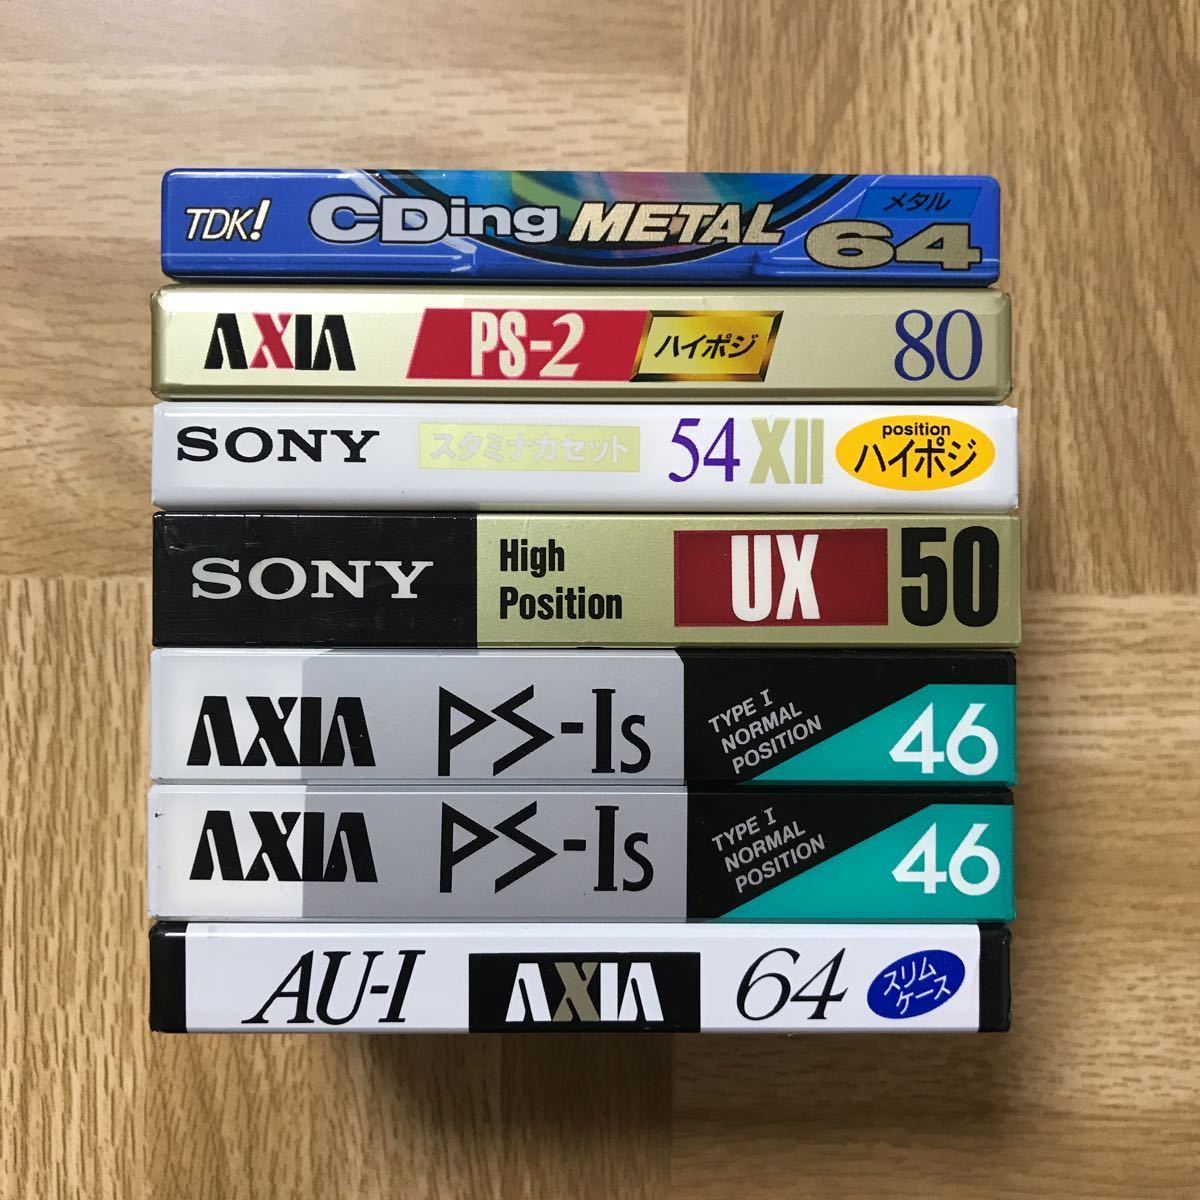 TDK! CDing METAL メタル 64
AXIA PS-2 ハイポジ 80
SONY スタミナカセット 54 XII position ハイポジ
SONY High Position UX 50
AXIA PS-Is TYPE I NORMAL POSITION 46
AXIA PS-Is TYPE I NORMAL POSITION 46
AU-I AXIA 64 スリムケース